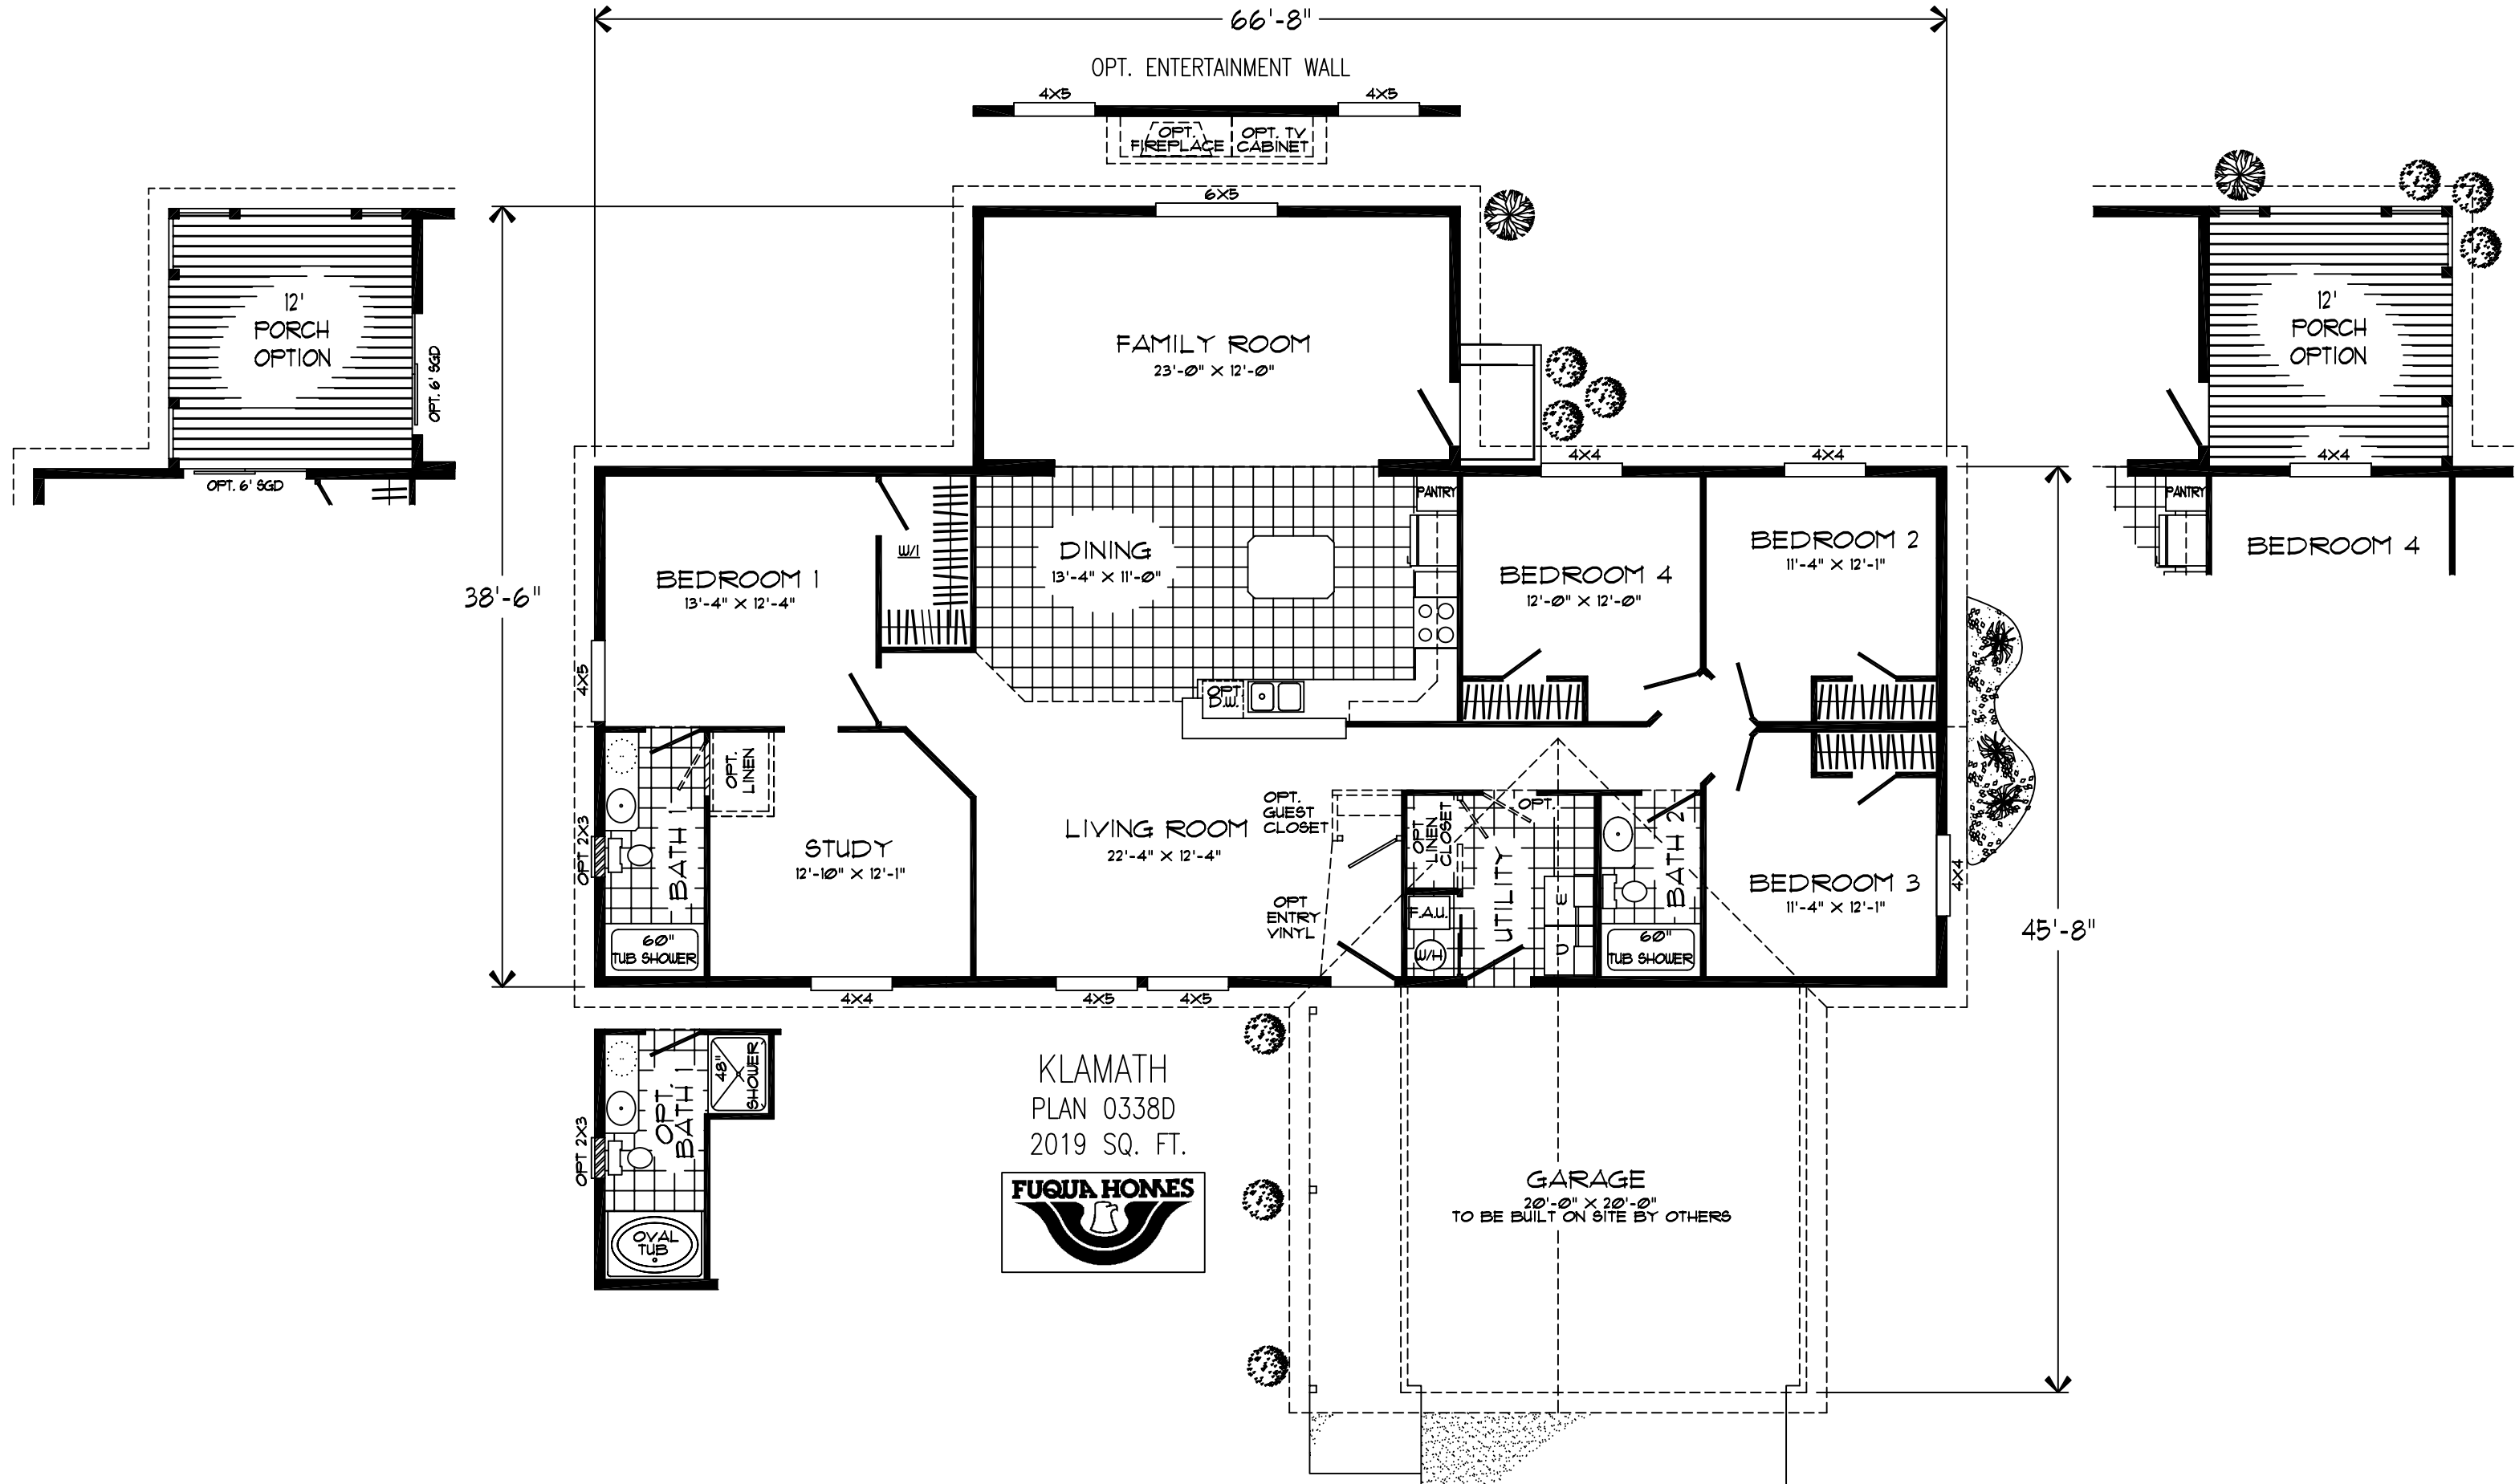 66'-8"
OPT. ENTERTAINMENT WALL
4X5
4X5
OPT.
FIREPLACE
OPT. TV
CABINET
6X5
12'
PORCH
OPTION
OPT. 6' SGD
OPT. 6' SGD
FAMILY ROOM
23'-0" X 12'-0"
12'
PORCH
OPTION
4X4
PANTRY
BEDROOM 4
4X4
4X4
38'-6"
BEDROOM 1
13'-4" X 12'-4"
W/I
DINING
13'-4" X 11'-0"
PANTRY
BEDROOM 4
12'-0" X 12'-0"
BEDROOM 2
11'-4" X 12'-1"
4X5
OPT
D.W.
OPT.
LINEN
OPT 2X3
BATH 1
60"
TUB SHOWER
STUDY
12'-10" X 12'-1"
LIVING ROOM
22'-4" X 12'-4"
OPT.
GUEST
CLOSET
OPT
ENTRY
VINYL
OPT
LINEN
CLOSET
OPT.
UTILITY
F.A.U.
W/H
W
D
BATH 2
60"
TUB SHOWER
BEDROOM 3
11'-4" X 12'-1"
4X4
45'-8"
4X4
4X5
4X5
OPT 2X3
OPT.
BATH 1
48"
SHOWER
OVAL
TUB
KLAMATH
PLAN 0338D
2019 SQ. FT.
FUQUA HOMES
GARAGE
20'-0" X 20'-0"
TO BE BUILT ON SITE BY OTHERS